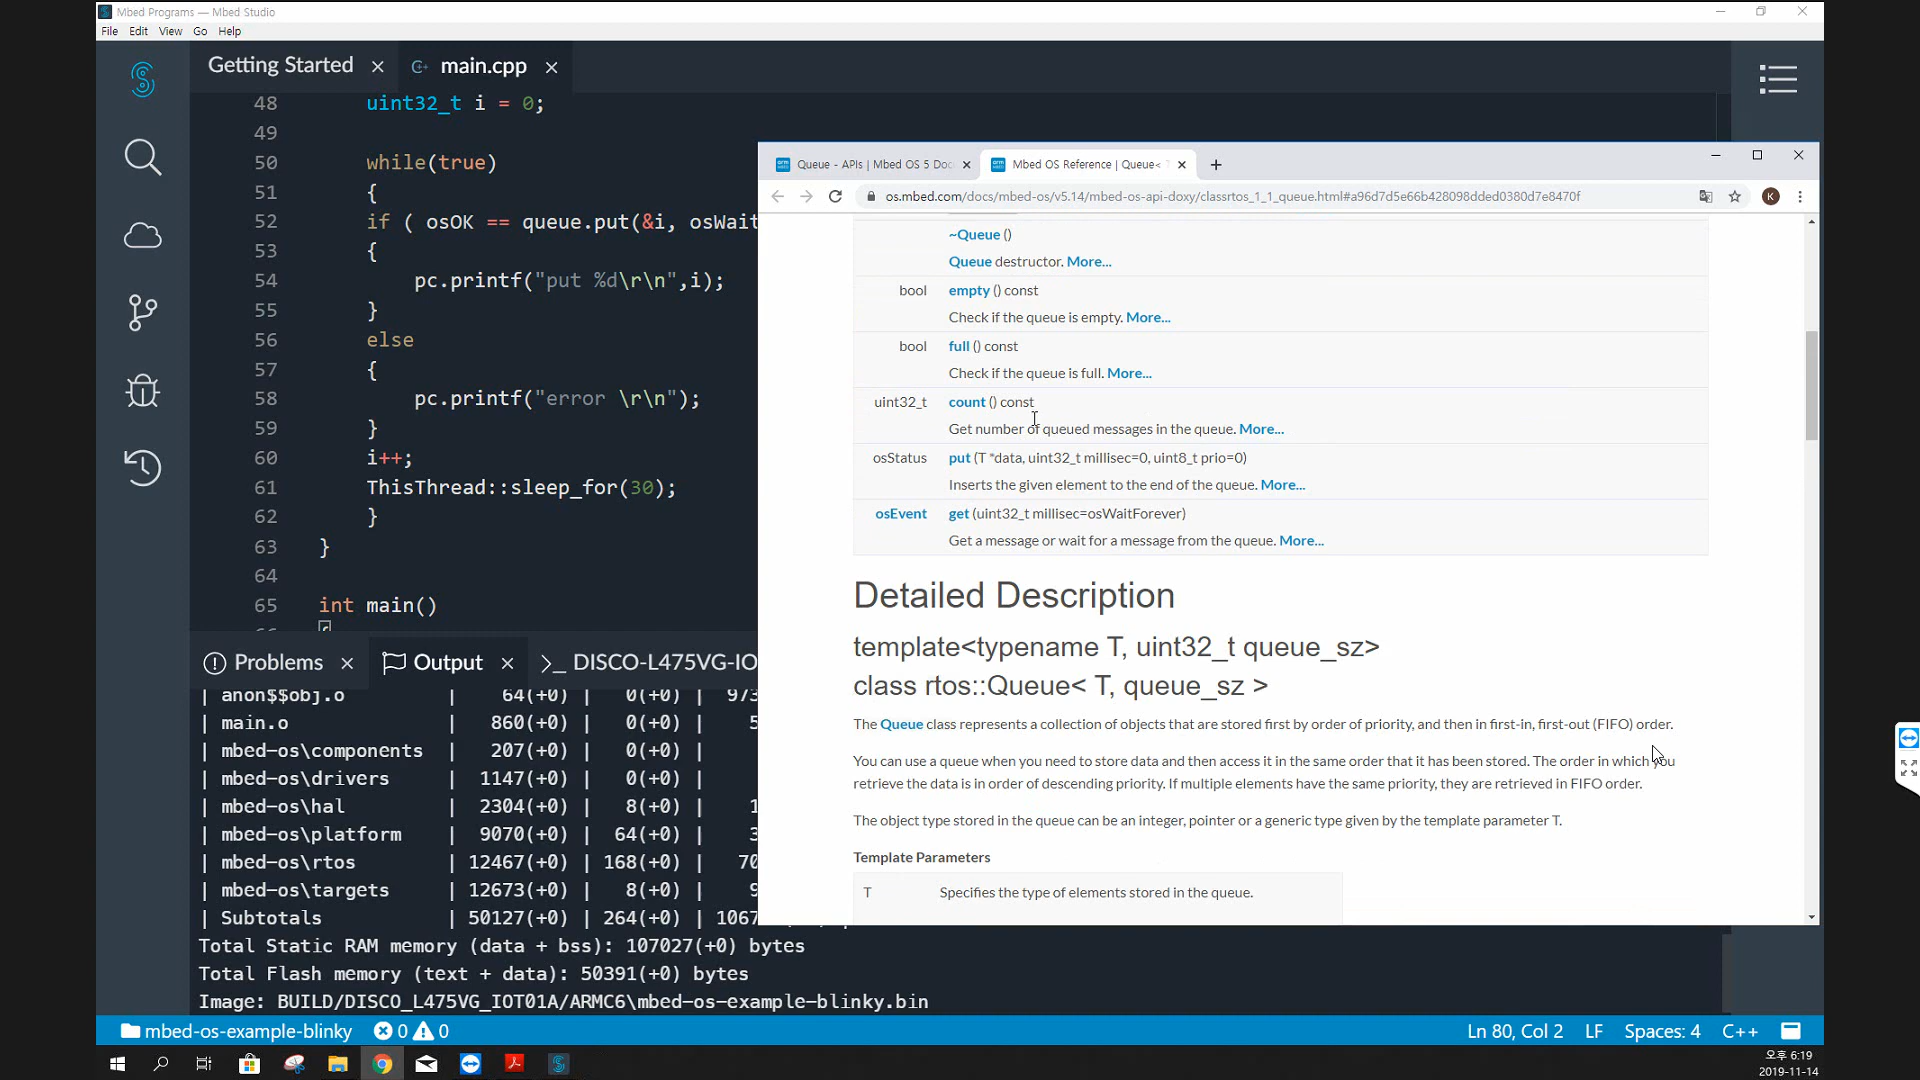 Mbed Programs — Mbed Studio
File Edit View Go Help
Getting Started
main.cpp
48 uint32_t i = 0;
49
50 while(true)
51 {
52 if ( osOK == queue.put(&i, osWait
53 {
54 pc.printf("put %d\r\n",i);
55 }
56 else
57 {
58 pc.printf("error \r\n");
59 }
60 i++;
61 ThisThread::sleep_for(30);
62 }
63 }
64
65 int main()
{
Problems Output DISCO-L475VG-IO
| anon$$obj.o | 64(+0) | 0(+0) | 973
| main.o | 860(+0) | 0(+0) | 5
| mbed-os\components | 207(+0) | 0(+0) |
| mbed-os\drivers | 1147(+0) | 0(+0) |
| mbed-os\hal | 2304(+0) | 8(+0) | 1
| mbed-os\platform | 9070(+0) | 64(+0) | 3
| mbed-os\rtos | 12467(+0) | 168(+0) | 70
| mbed-os\targets | 12673(+0) | 8(+0) | 9
| Subtotals | 50127(+0) | 264(+0) | 1067
Total Static RAM memory (data + bss): 107027(+0) bytes
Total Flash memory (text + data): 50391(+0) bytes
Image: BUILD/DISCO_L475VG_IOT01A/ARMC6\mbed-os-example-blinky.bin
Queue - APIs | Mbed OS 5 Doc
Mbed OS Reference | Queue<
os.mbed.com/docs/mbed-os/v5.14/mbed-os-api-doxy/classrtos_1_1_queue.html#a96d7d5e66b428098dded0380d7e8470f
K
~Queue ()
Queue destructor. More...
bool empty () const
Check if the queue is empty. More...
bool full () const
Check if the queue is full. More...
uint32_t count () const
Get number of queued messages in the queue. More...
osStatus put (T *data, uint32_t millisec=0, uint8_t prio=0)
Inserts the given element to the end of the queue. More...
osEvent get (uint32_t millisec=osWaitForever)
Get a message or wait for a message from the queue. More...
Detailed Description
template<typename T, uint32_t queue_sz>
class rtos::Queue< T, queue_sz >
The Queue class represents a collection of objects that are stored first by order of priority, and then in first-in, first-out (FIFO) order.
You can use a queue when you need to store data and then access it in the same order that it has been stored. The order in which you
retrieve the data is in order of descending priority. If multiple elements have the same priority, they are retrieved in FIFO order.
The object type stored in the queue can be an integer, pointer or a generic type given by the template parameter T.
Template Parameters
T Specifies the type of elements stored in the queue.
mbed-os-example-blinky 0 0
Ln 80, Col 2 LF Spaces: 4 C++
오후 6:19
2019-11-14